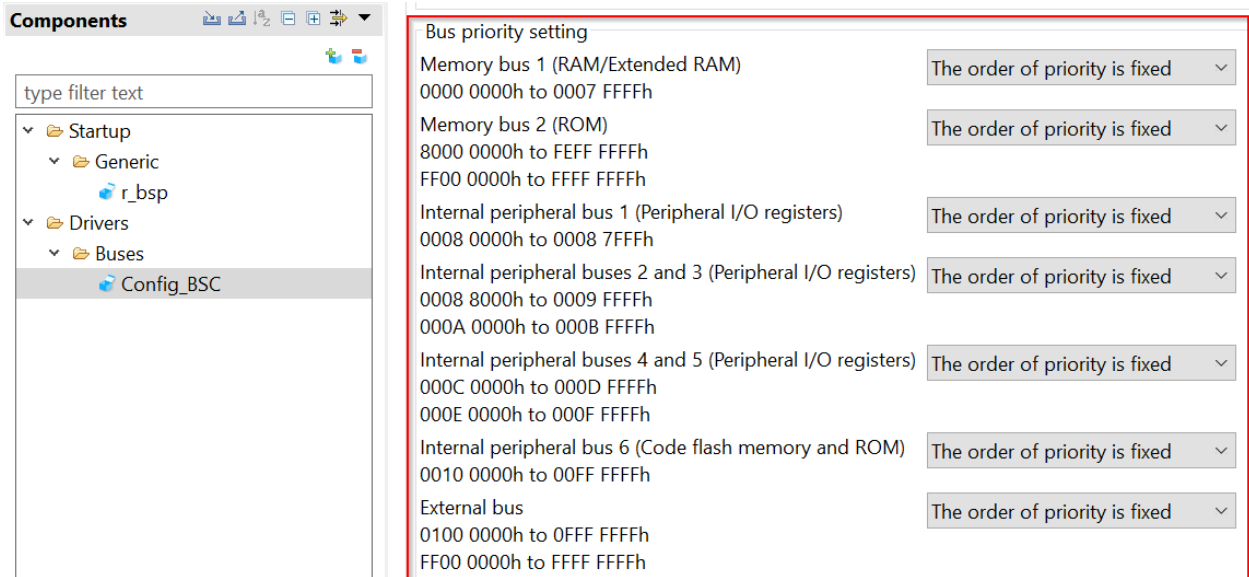 Components
type filter text
Startup
Generic
r_bsp
Drivers
Buses
Config_BSC
Bus priority setting
Memory bus 1 (RAM/Extended RAM)
0000 0000h to 0007 FFFFh
The order of priority is fixed
Memory bus 2 (ROM)
8000 0000h to FEFF FFFFh
FF00 0000h to FFFF FFFFh
The order of priority is fixed
Internal peripheral bus 1 (Peripheral I/O registers)
0008 0000h to 0008 7FFFh
The order of priority is fixed
Internal peripheral buses 2 and 3 (Peripheral I/O registers)
0008 8000h to 0009 FFFFh
000A 0000h to 000B FFFFh
The order of priority is fixed
Internal peripheral buses 4 and 5 (Peripheral I/O registers)
000C 0000h to 000D FFFFh
000E 0000h to 000F FFFFh
The order of priority is fixed
Internal peripheral bus 6 (Code flash memory and ROM)
0010 0000h to 00FF FFFFh
The order of priority is fixed
External bus
0100 0000h to 0FFF FFFFh
FF00 0000h to FFFF FFFFh
The order of priority is fixed